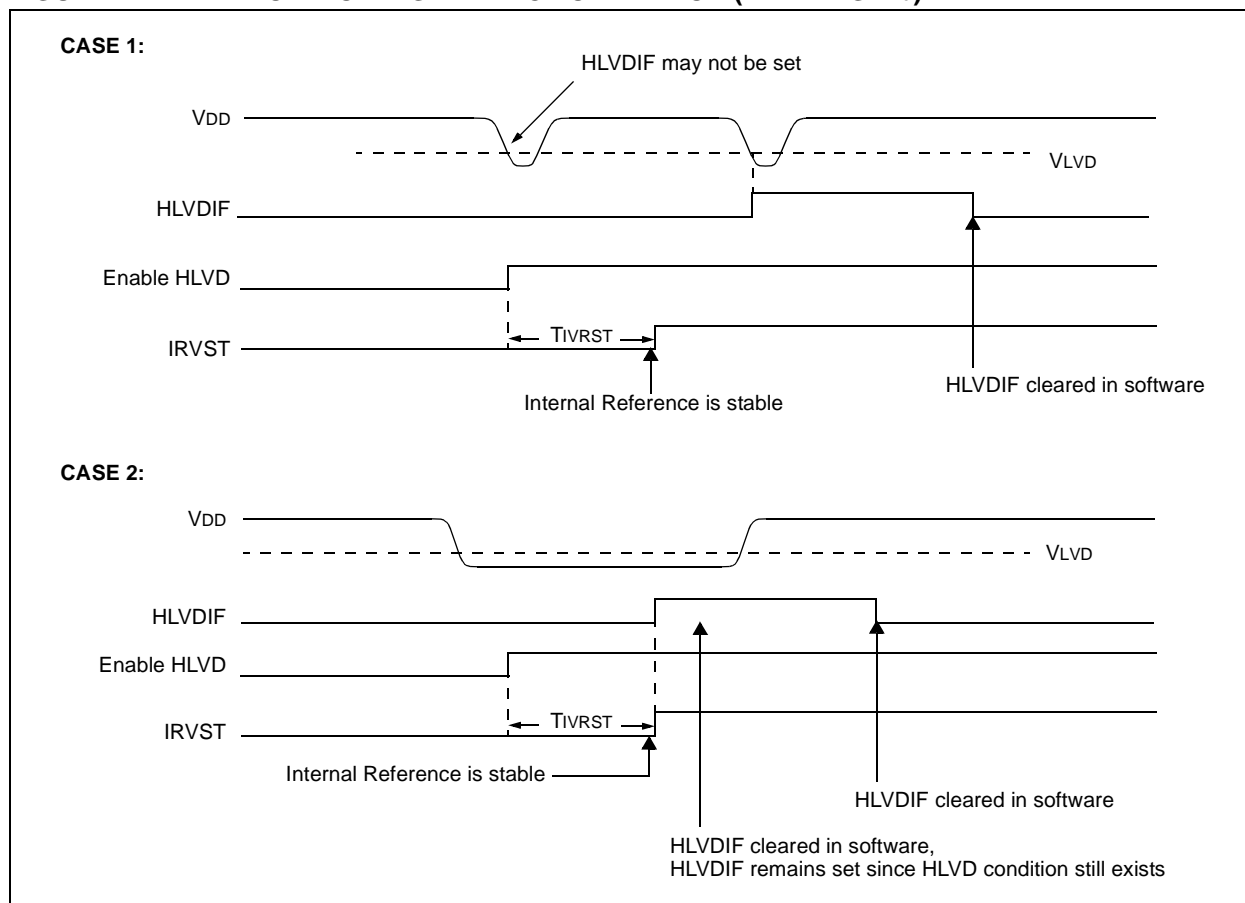 CASE 1:
HLVDIF may not be set
VDD
VLVD
HLVDIF
Enable HLVD
TIVRST
IRVST
HLVDIF cleared in software
Internal Reference is stable
CASE 2:
VDD
VLVD
HLVDIF
Enable HLVD
TIVRST
IRVST
Internal Reference is stable
HLVDIF cleared in software
HLVDIF cleared in software,
HLVDIF remains set since HLVD condition still exists